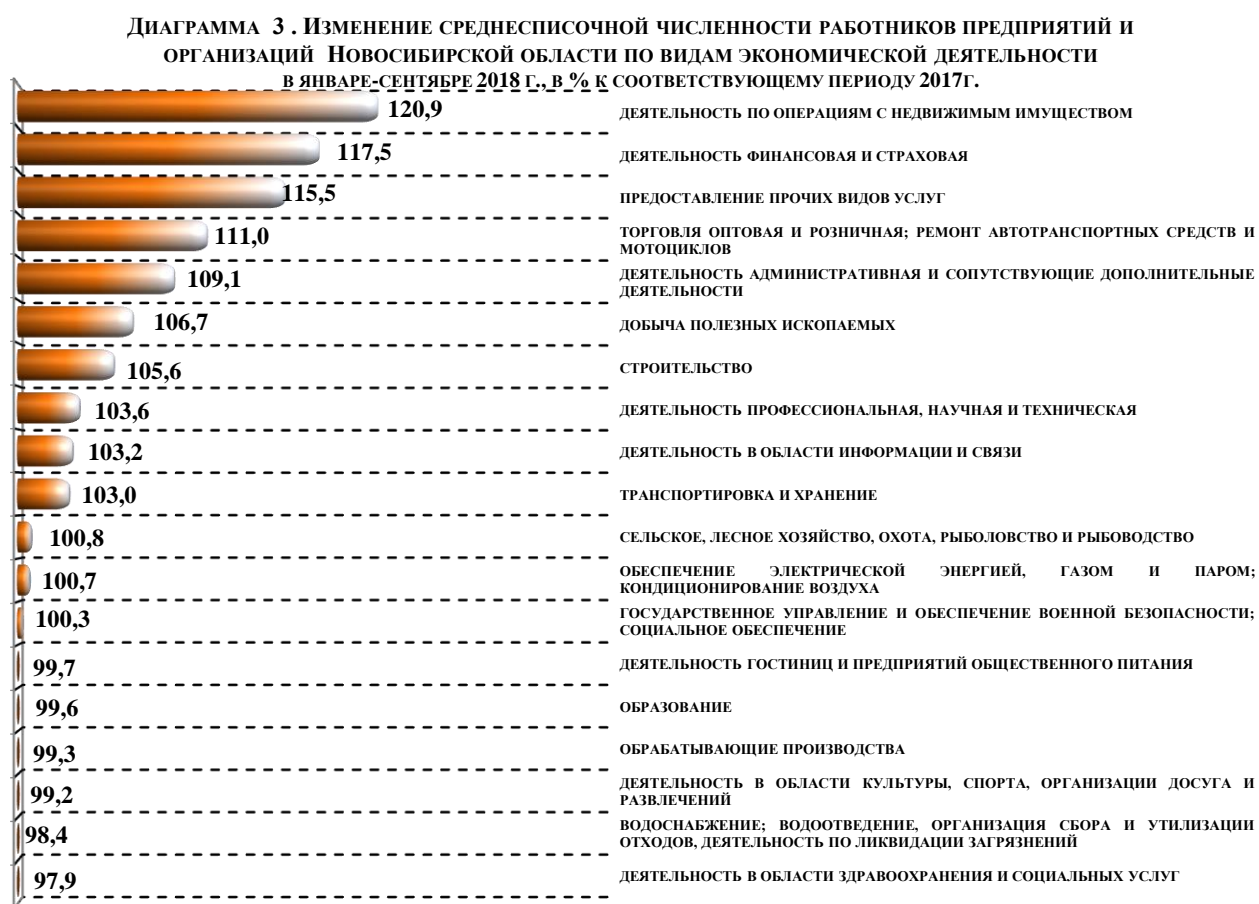 ДИАГРАММА 3 . ИЗМЕНЕНИЕ СРЕДНЕСПИСОЧНОЙ ЧИСЛЕННОСТИ РАБОТНИКОВ ПРЕДПРИЯТИЙ И
ОРГАНИЗАЦИЙ НОВОСИБИРСКОЙ ОБЛАСТИ ПО ВИДАМ ЭКОНОМИЧЕСКОЙ ДЕЯТЕЛЬНОСТИ
В ЯНВАРЕ-СЕНТЯБРЕ 2018 Г., В % К СООТВЕТСТВУЮЩЕМУ ПЕРИОДУ 2017Г.
120,9 ДЕЯТЕЛЬНОСТЬ ПО ОПЕРАЦИЯМ С НЕДВИЖИМЫМ ИМУЩЕСТВОМ
117,5 ДЕЯТЕЛЬНОСТЬ ФИНАНСОВАЯ И СТРАХОВАЯ
115,5 ПРЕДОСТАВЛЕНИЕ ПРОЧИХ ВИДОВ УСЛУГ
111,0 ТОРГОВЛЯ ОПТОВАЯ И РОЗНИЧНАЯ; РЕМОНТ АВТОТРАНСПОРТНЫХ СРЕДСТВ И
МОТОЦИКЛОВ
109,1 ДЕЯТЕЛЬНОСТЬ АДМИНИСТРАТИВНАЯ И СОПУТСТВУЮЩИЕ ДОПОЛНИТЕЛЬНЫЕ
ДЕЯТЕЛЬНОСТИ
106,7 ДОБЫЧА ПОЛЕЗНЫХ ИСКОПАЕМЫХ
105,6 СТРОИТЕЛЬСТВО
103,6 ДЕЯТЕЛЬНОСТЬ ПРОФЕССИОНАЛЬНАЯ, НАУЧНАЯ И ТЕХНИЧЕСКАЯ
103,2 ДЕЯТЕЛЬНОСТЬ В ОБЛАСТИ ИНФОРМАЦИИ И СВЯЗИ
103,0 ТРАНСПОРТИРОВКА И ХРАНЕНИЕ
100,8 СЕЛЬСКОЕ, ЛЕСНОЕ ХОЗЯЙСТВО, ОХОТА, РЫБОЛОВСТВО И РЫБОВОДСТВО
100,7 ОБЕСПЕЧЕНИЕ ЭЛЕКТРИЧЕСКОЙ ЭНЕРГИЕЙ, ГАЗОМ И ПАРОМ;
КОНДИЦИОНИРОВАНИЕ ВОЗДУХА
100,3 ГОСУДАРСТВЕННОЕ УПРАВЛЕНИЕ И ОБЕСПЕЧЕНИЕ ВОЕННОЙ БЕЗОПАСНОСТИ;
СОЦИАЛЬНОЕ ОБЕСПЕЧЕНИЕ
99,7 ДЕЯТЕЛЬНОСТЬ ГОСТИНИЦ И ПРЕДПРИЯТИЙ ОБЩЕСТВЕННОГО ПИТАНИЯ
99,6 ОБРАЗОВАНИЕ
99,3 ОБРАБАТЫВАЮЩИЕ ПРОИЗВОДСТВА
99,2 ДЕЯТЕЛЬНОСТЬ В ОБЛАСТИ КУЛЬТУРЫ, СПОРТА, ОРГАНИЗАЦИИ ДОСУГА И
РАЗВЛЕЧЕНИЙ
98,4 ВОДОСНАБЖЕНИЕ; ВОДООТВЕДЕНИЕ, ОРГАНИЗАЦИЯ СБОРА И УТИЛИЗАЦИИ
ОТХОДОВ, ДЕЯТЕЛЬНОСТЬ ПО ЛИКВИДАЦИИ ЗАГРЯЗНЕНИЙ
97,9 ДЕЯТЕЛЬНОСТЬ В ОБЛАСТИ ЗДРАВООХРАНЕНИЯ И СОЦИАЛЬНЫХ УСЛУГ